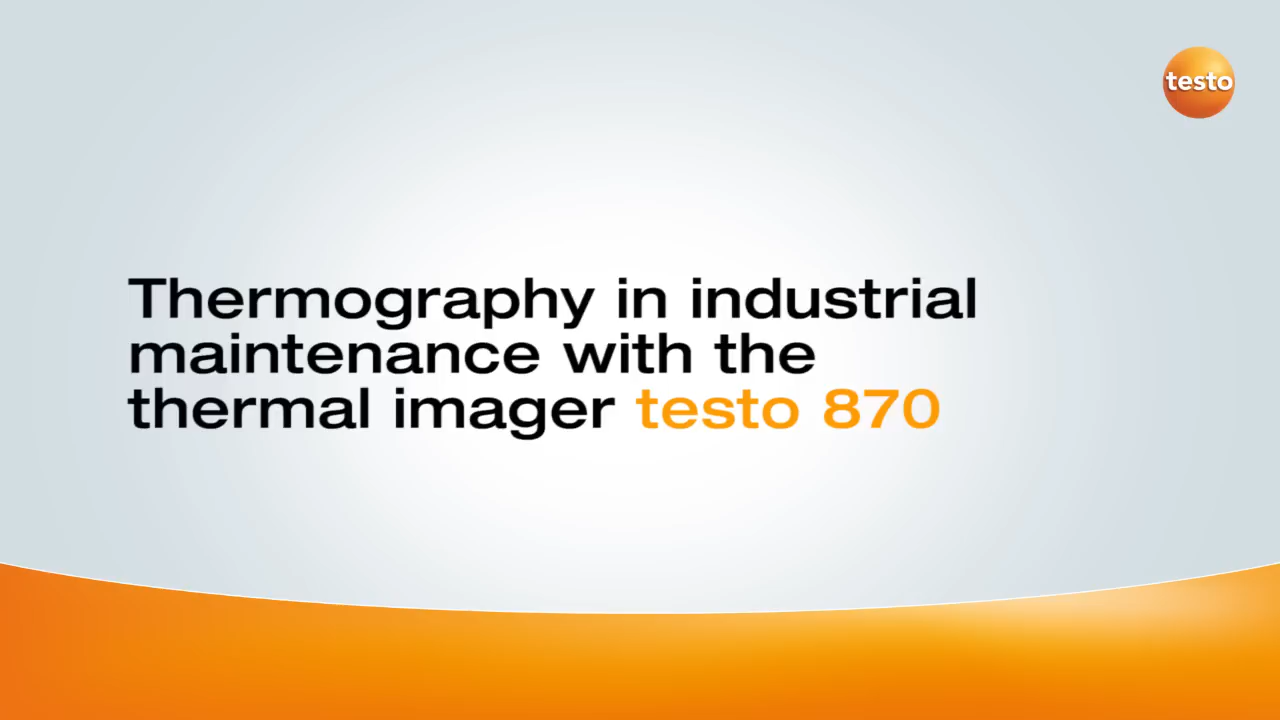 testo
Thermography in industrial
maintenance with the
thermal imager testo 870